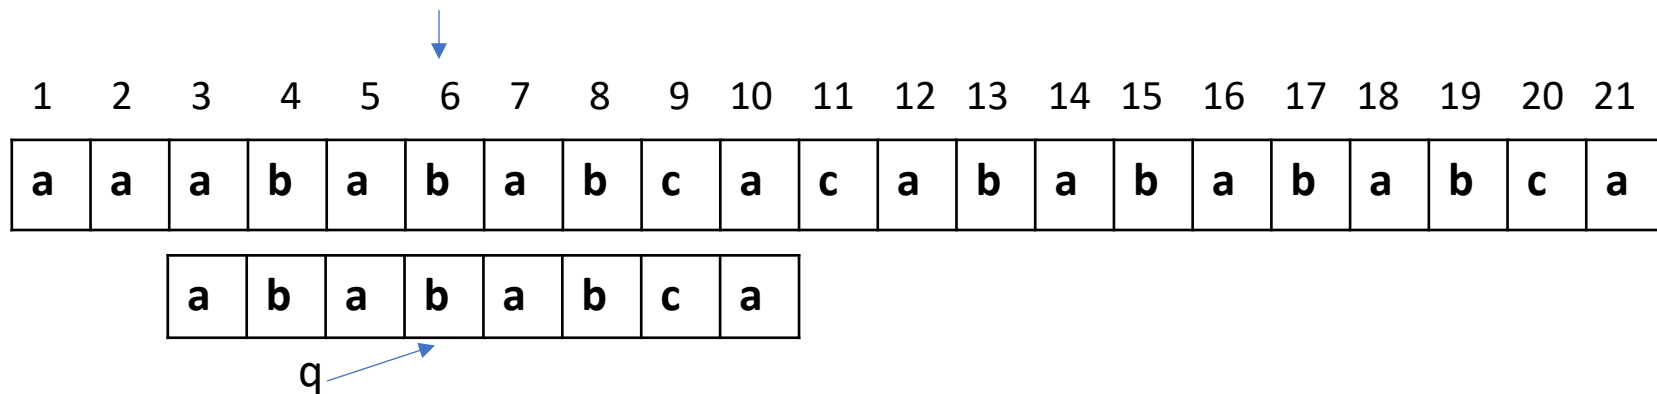 1 2 3 4 5 6 7 8 9 10 11 12 13 14 15 16 17 18 19 20 21
a a a b a b a b c a c a b a b a b a b c a
a b a b a b c a
q